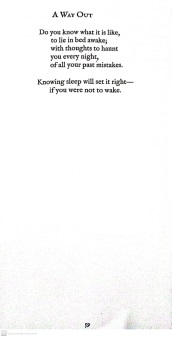 A Way Out
Do you know what it is like,
to lie in bed awake;
with thoughts to haunt
you every night,
of all your past mistakes.
Knowing sleep will set it right—
if you were not to wake.
59